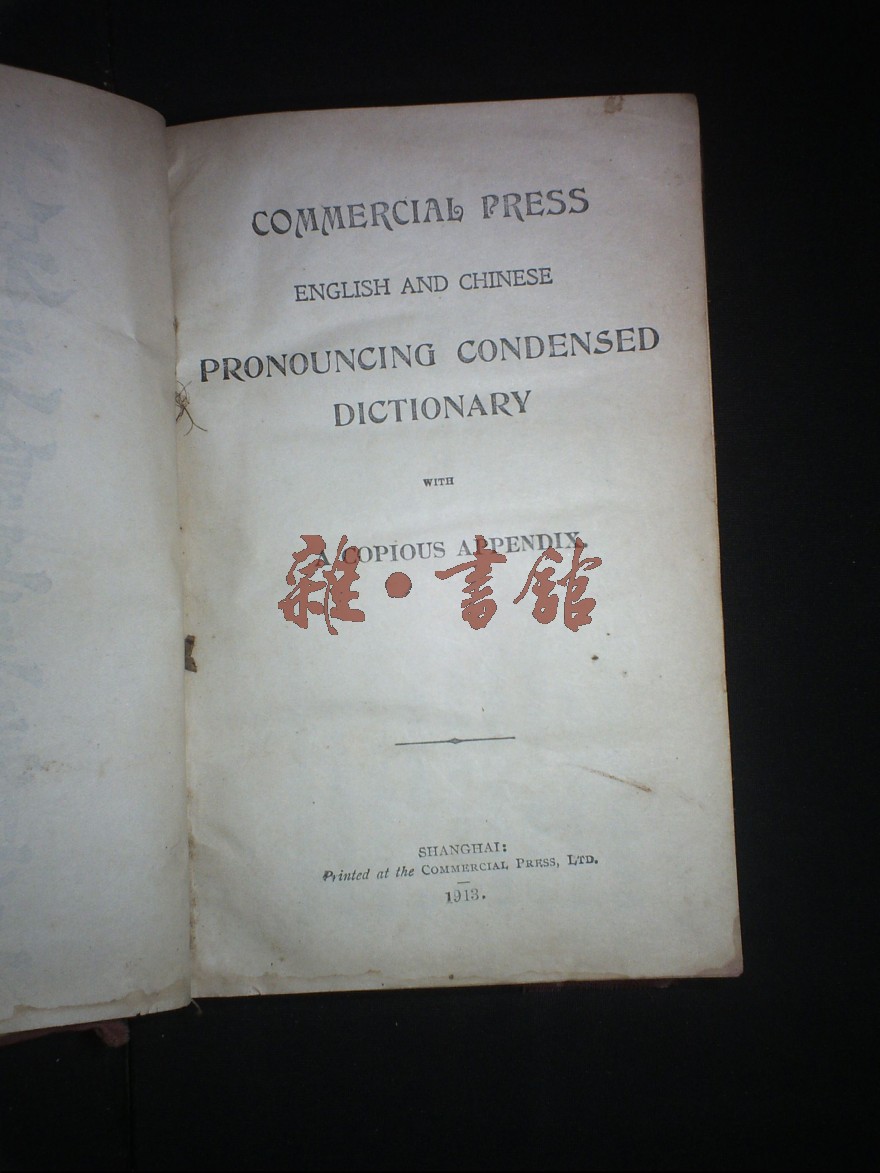 COMMERCIAL PRESS
ENGLISH AND CHINESE
PRONOUNCING CONDENSED
DICTIONARY
WITH
A COPIOUS APPENDIX.
雜·書館
SHANGHAI:
Printed at the COMMERCIAL PRESS, LTD.
1913.